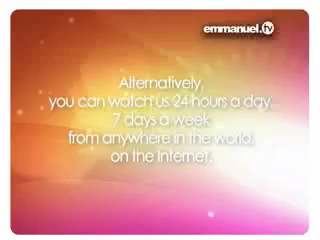 emmanuel.tv
Alternatively,
you can watch us 24 hours a day,
7 days a week
from anywhere in the world,
on the Internet.